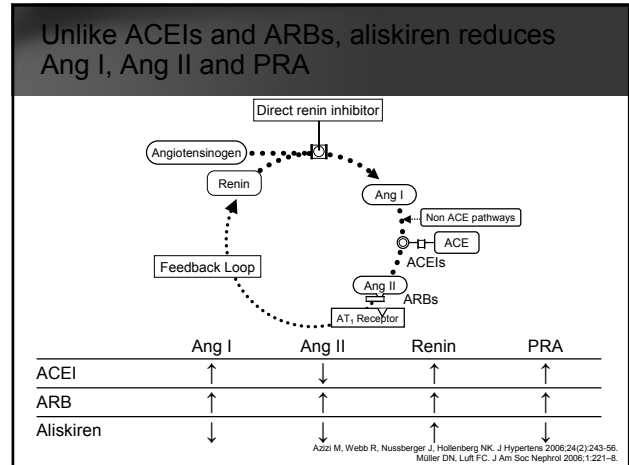 Unlike ACEIs and ARBs, aliskiren reduces
Ang I, Ang II and PRA
Direct renin inhibitor
Angiotensinogen
Renin
Ang I
Non ACE pathways
ACE
ACEIs
Feedback Loop
Ang II
ARBs
AT₁ Receptor
Ang I Ang II Renin PRA
ACEI ↑ ↓ ↑ ↑
ARB ↑ ↑ ↑ ↑
Aliskiren ↓ ↓ ↑ ↓
Azizi M, Webb R, Nussberger J, Hollenberg NK. J Hypertens 2006;24(2):243-56.
Müller DN, Luft FC. J Am Soc Nephrol 2006;1:221–8.